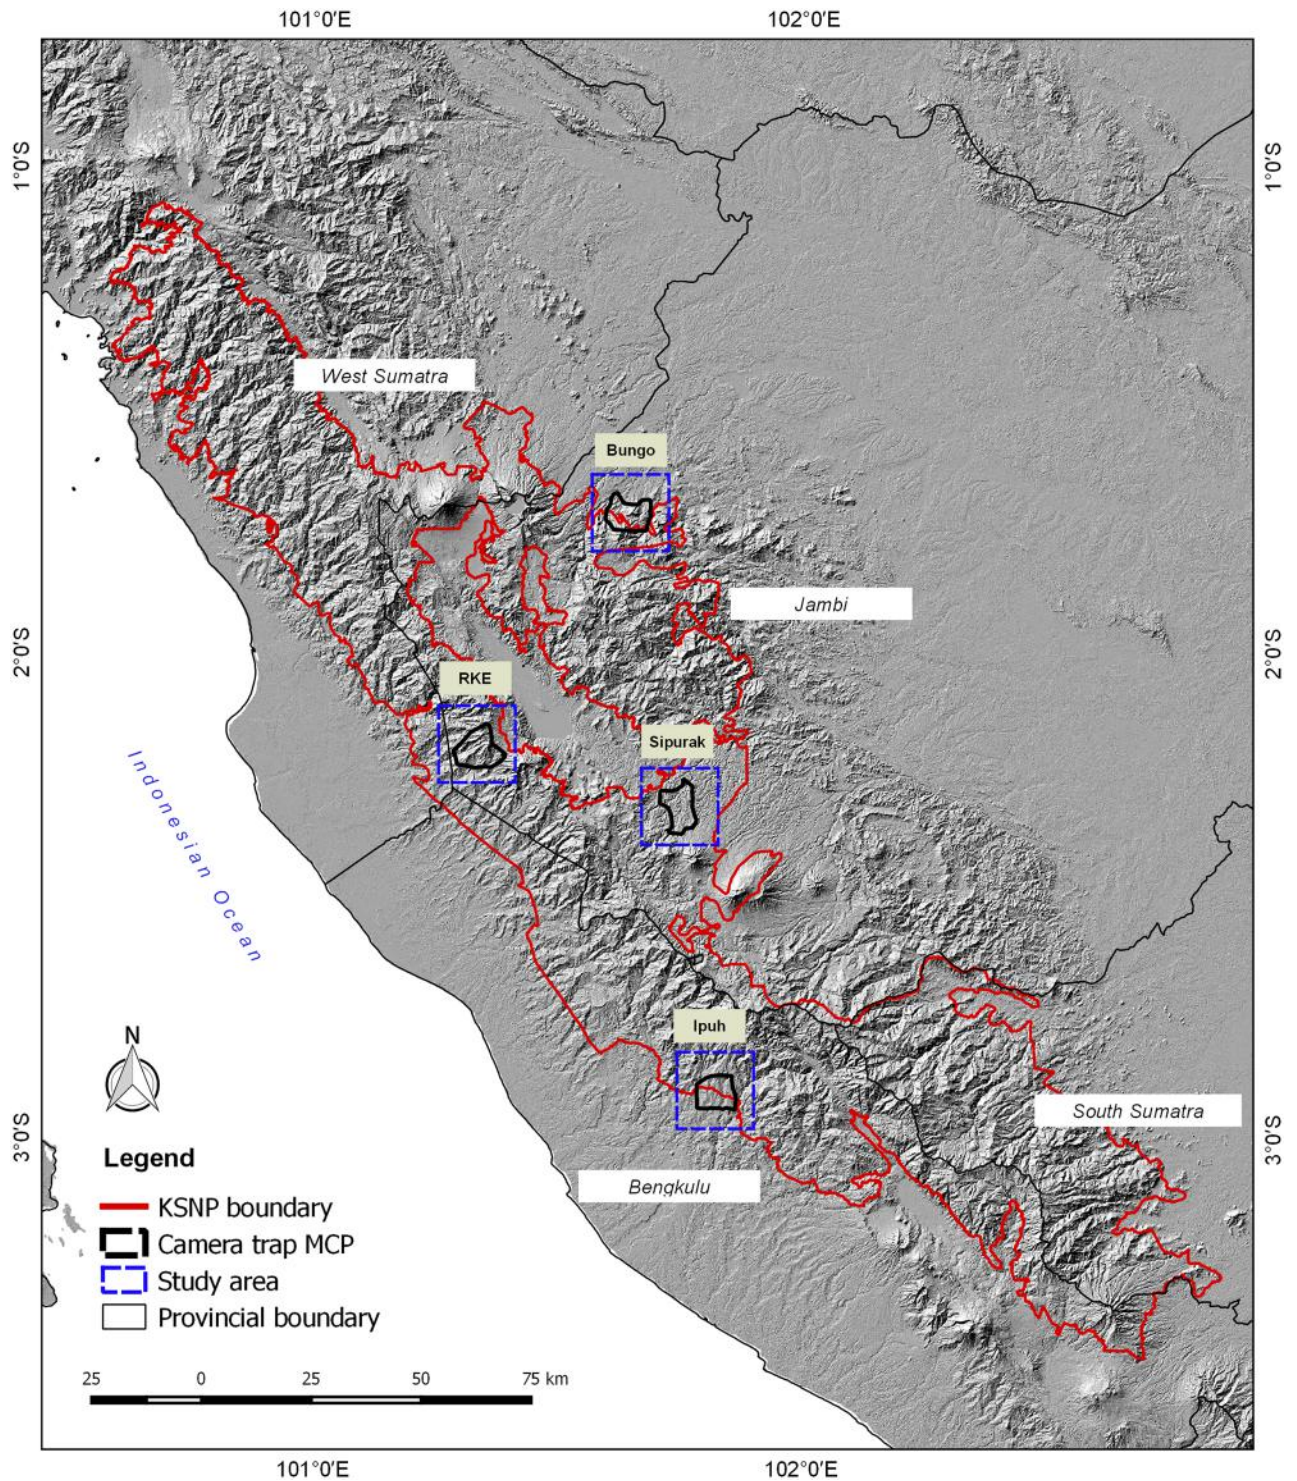 101°0'E 102°0'E
1°0'S 1°0'S
West Sumatra
Bungo
Jambi
2°0'S 2°0'S
RKE
Sipurak
Indonesian Ocean
Ipuh
N
South Sumatra
3°0'S 3°0'S
Legend
Bengkulu
KSNP boundary
Camera trap MCP
Study area
Provincial boundary
25 0 25 50 75 km
101°0'E 102°0'E